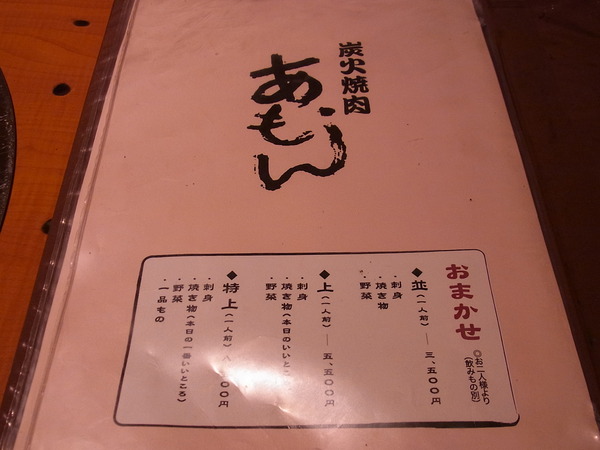 炭火焼肉
あもん
おまかせ
◎お二人様より
(飲みもの別)
◆並(一人前)—三、五〇〇円
・刺身
・焼き物
・野菜
◆上(一人前)—五、五〇〇円
・刺身
・焼き物(本日のいいところ)
・野菜
◆特上(一人前)八、〇〇円
・刺身
・焼き物(本日の一番いいところ)
・野菜
・一品もの